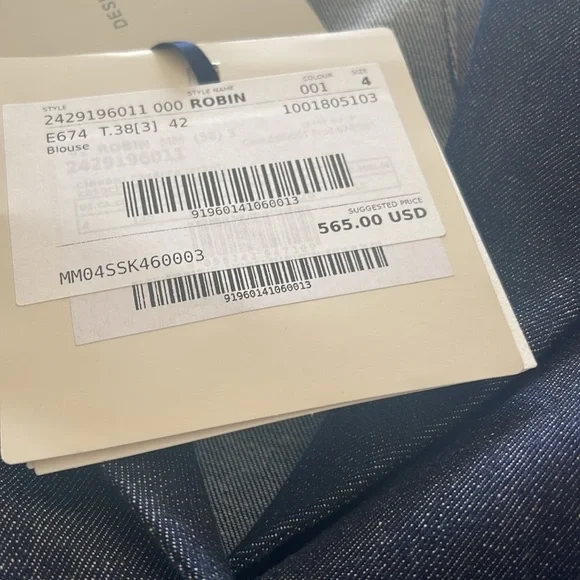 DES
STYLE STYLE NAME COLOUR SIZE
2429196011 000 ROBIN 001 4
E674 T.38[3] 42 1001805103
Blouse
2429196011
91960141060013
SUGGESTED PRICE
565.00 USD
MM04SSK460003
91960141060013